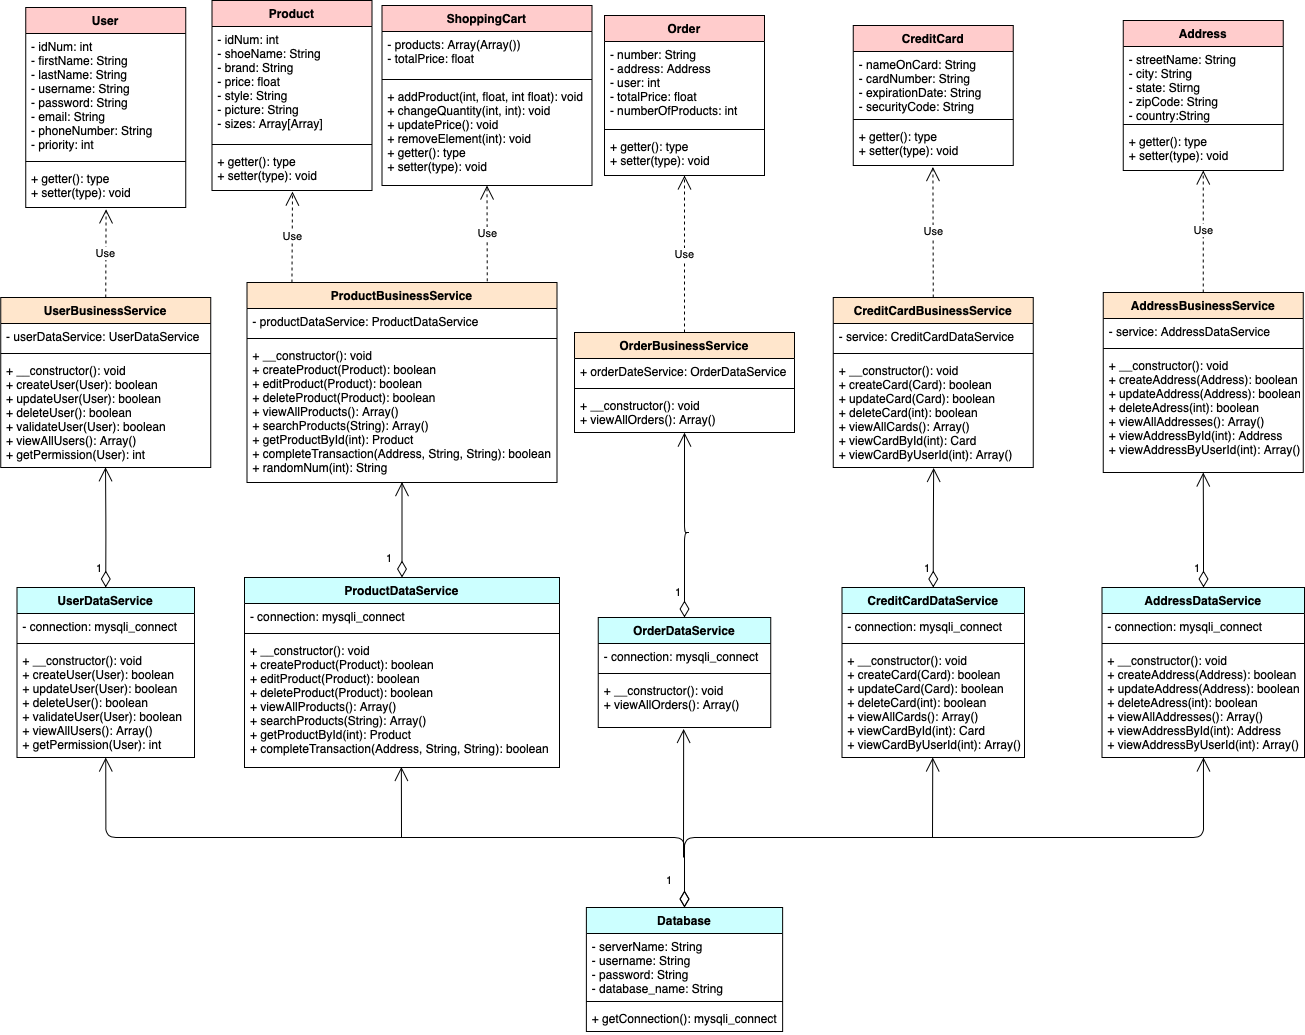 User
- idNum: int
- firstName: String
- lastName: String
- username: String
- password: String
- email: String
- phoneNumber: String
- priority: int
+ getter(): type
+ setter(type): void
Product
- idNum: int
- shoeName: String
- brand: String
- price: float
- style: String
- picture: String
- sizes: Array[Array]
+ getter(): type
+ setter(type): void
ShoppingCart
- products: Array(Array())
- totalPrice: float
+ addProduct(int, float, int float): void
+ changeQuantity(int, int): void
+ updatePrice(): void
+ removeElement(int): void
+ getter(): type
+ setter(type): void
Order
- number: String
- address: Address
- user: int
- totalPrice: float
- numberOfProducts: int
+ getter(): type
+ setter(type): void
CreditCard
- nameOnCard: String
- cardNumber: String
- expirationDate: String
- securityCode: String
+ getter(): type
+ setter(type): void
Address
- streetName: String
- city: String
- state: String
- zipCode: String
- country:String
+ getter(): type
+ setter(type): void
Use
Use
Use
Use
Use
Use
UserBusinessService
- userDataService: UserDataService
+ __constructor(): void
+ createUser(User): boolean
+ updateUser(User): boolean
+ deleteUser(): boolean
+ validateUser(User): boolean
+ viewAllUsers(): Array()
+ getPermission(User): int
ProductBusinessService
- productDataService: ProductDataService
+ __constructor(): void
+ createProduct(Product): boolean
+ editProduct(Product): boolean
+ deleteProduct(Product): boolean
+ viewAllProducts(): Array()
+ searchProducts(String): Array()
+ getProductById(int): Product
+ completeTransaction(Address, String, String): boolean
+ randomNum(int): String
OrderBusinessService
+ orderDateService: OrderDataService
+ __constructor(): void
+ viewAllOrders(): Array()
CreditCardBusinessService
- service: CreditCardDataService
+ __constructor(): void
+ createCard(Card): boolean
+ updateCard(Card): boolean
+ deleteCard(int): boolean
+ viewAllCards(): Array()
+ viewCardById(int): Card
+ viewCardByUserId(int): Array()
AddressBusinessService
- service: AddressDataService
+ __constructor(): void
+ createAddress(Address): boolean
+ updateAddress(Address): boolean
+ deleteAdress(int): boolean
+ viewAllAddresses(): Array()
+ viewAddressById(int): Address
+ viewAddressByUserId(int): Array()
1
1
1
1
1
UserDataService
- connection: mysqli_connect
+ __constructor(): void
+ createUser(User): boolean
+ updateUser(User): boolean
+ deleteUser(): boolean
+ validateUser(User): boolean
+ viewAllUsers(): Array()
+ getPermission(User): int
ProductDataService
- connection: mysqli_connect
+ __constructor(): void
+ createProduct(Product): boolean
+ editProduct(Product): boolean
+ deleteProduct(Product): boolean
+ viewAllProducts(): Array()
+ searchProducts(String): Array()
+ getProductById(int): Product
+ completeTransaction(Address, String, String): boolean
OrderDataService
- connection: mysqli_connect
+ __constructor(): void
+ viewAllOrders(): Array()
CreditCardDataService
- connection: mysqli_connect
+ __constructor(): void
+ createCard(Card): boolean
+ updateCard(Card): boolean
+ deleteCard(int): boolean
+ viewAllCards(): Array()
+ viewCardById(int): Card
+ viewCardByUserId(int): Array()
AddressDataService
- connection: mysqli_connect
+ __constructor(): void
+ createAddress(Address): boolean
+ updateAddress(Address): boolean
+ deleteAdress(int): boolean
+ viewAllAddresses(): Array()
+ viewAddressById(int): Address
+ viewAddressByUserId(int): Array()
1
Database
- serverName: String
- username: String
- password: String
- database_name: String
+ getConnection(): mysqli_connect